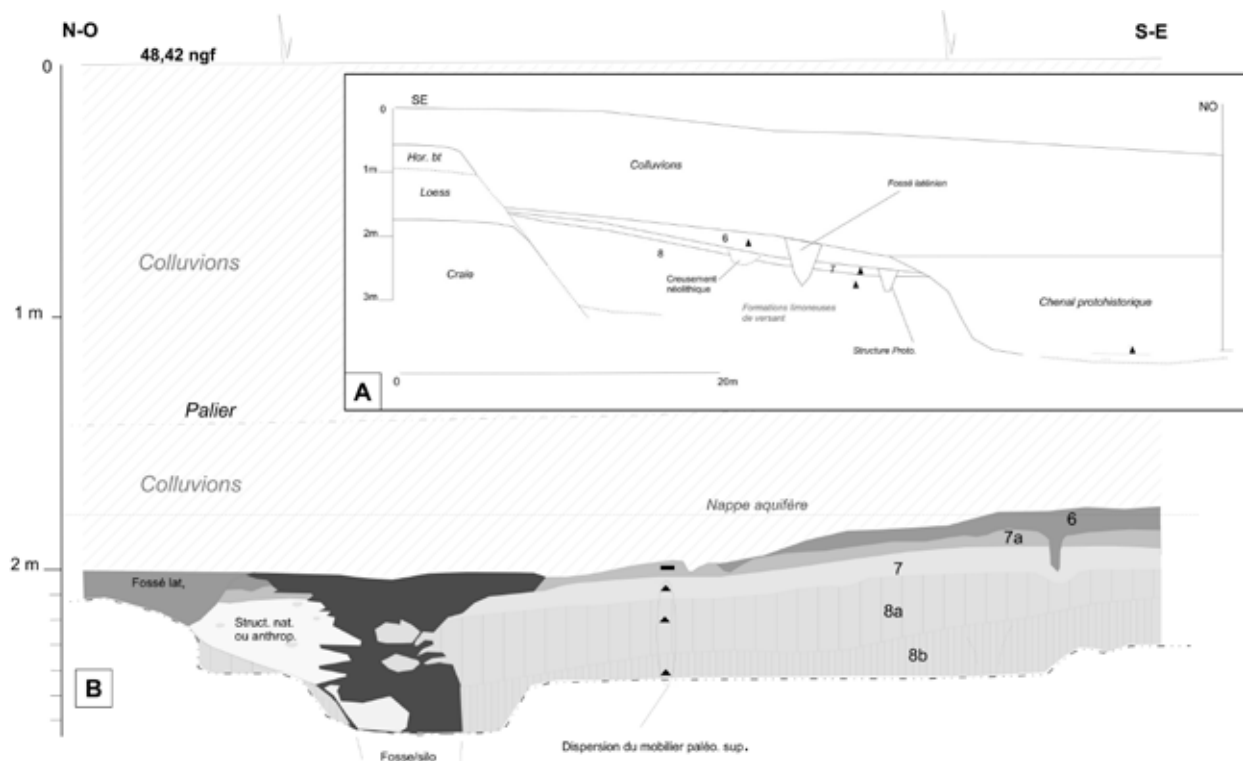 N-O
48,42 ngf
S-E
0
SE
NO
0
Hor. bt
1m
Loess
Colluvions
Fossé laténien
2m
6
8
7
Craie
Creusement
néolithique
3m
Formations limoneuses
de versant
Chenal protohistorique
Structure Proto.
A
0
20m
Colluvions
1 m
Palier
Colluvions
Nappe aquifère
6
7a
2 m
Fossé lat,
7
Struct. nat.
ou anthrop.
8a
8b
B
Dispersion du mobilier paléo. sup.
Fosse/silo